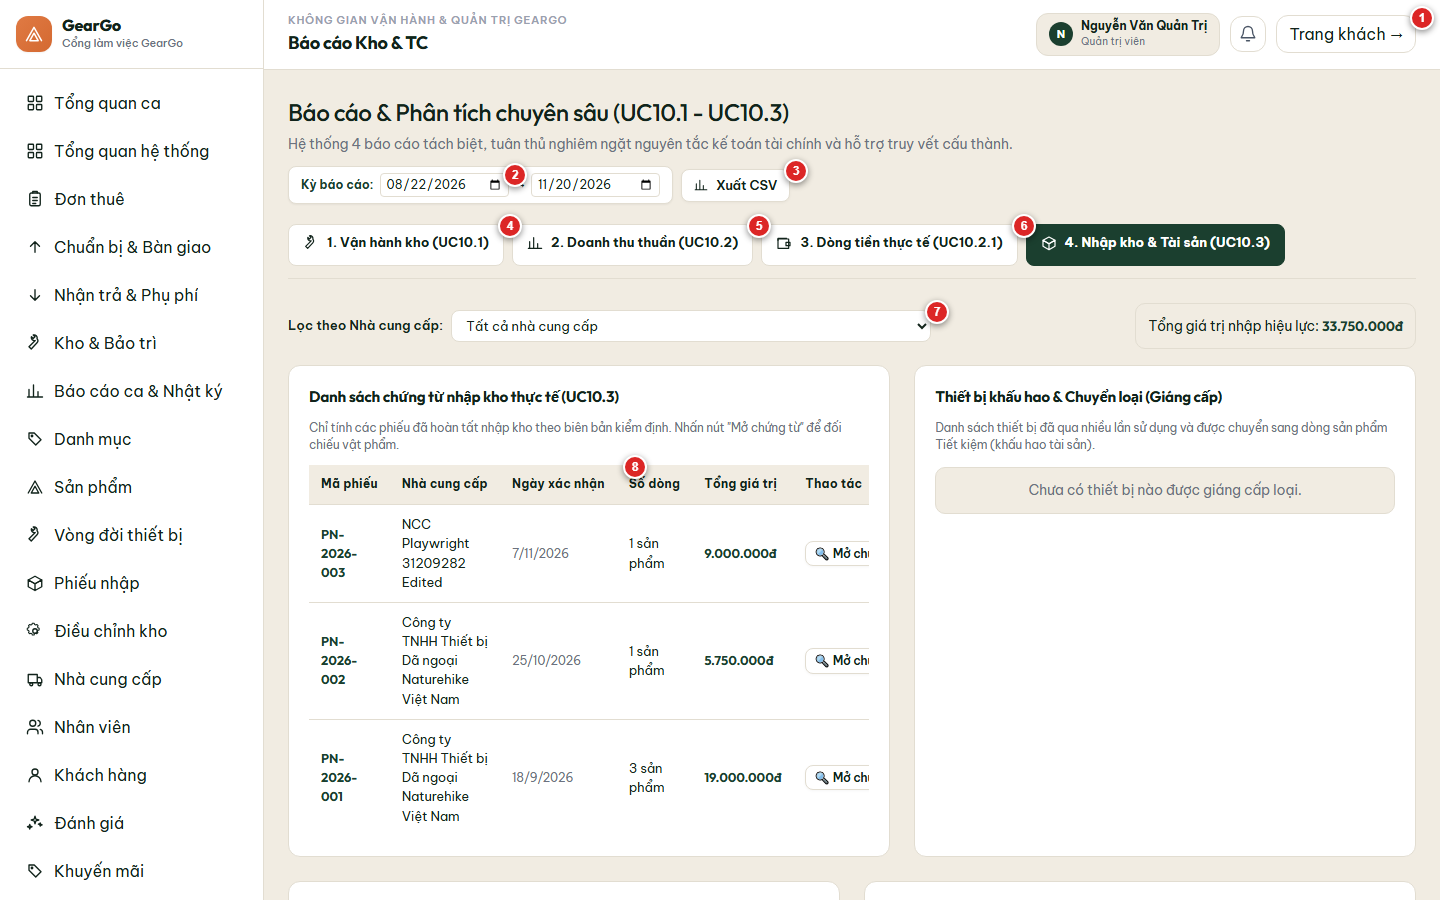 GearGo
Cổng làm việc GearGo
Tổng quan ca
Tổng quan hệ thống
Đơn thuê
Chuẩn bị & Bàn giao
Nhận trả & Phụ phí
Kho & Bảo trì
Báo cáo ca & Nhật ký
Danh mục
Sản phẩm
Vòng đời thiết bị
Phiếu nhập
Điều chỉnh kho
Nhà cung cấp
Nhân viên
Khách hàng
Đánh giá
Khuyến mãi
KHÔNG GIAN VẬN HÀNH & QUẢN TRỊ GEARGO
Báo cáo Kho & TC
N
Nguyễn Văn Quản Trị
Quản trị viên
Trang khách →
1
Báo cáo & Phân tích chuyên sâu (UC10.1 - UC10.3)
Hệ thống 4 báo cáo tách biệt, tuân thủ nghiêm ngặt nguyên tắc kế toán tài chính và hỗ trợ truy vết cấu thành.
Kỳ báo cáo: 08/22/2026 2 11/20/2026
Xuất CSV 3
1. Vận hành kho (UC10.1) 4
2. Doanh thu thuần (UC10.2) 5
3. Dòng tiền thực tế (UC10.2.1) 6
4. Nhập kho & Tài sản (UC10.3)
Lọc theo Nhà cung cấp: Tất cả nhà cung cấp 7
Tổng giá trị nhập hiệu lực: 33.750.000đ
Danh sách chứng từ nhập kho thực tế (UC10.3)
Chỉ tính các phiếu đã hoàn tất nhập kho theo biên bản kiểm định. Nhấn nút "Mở chứng từ" để đối
chiếu vật phẩm.
8
Mã phiếu Nhà cung cấp Ngày xác nhận Số dòng Tổng giá trị Thao tác
PN-
2026-
003
NCC
Playwright
31209282
Edited
7/11/2026
1 sản
phẩm
9.000.000đ
Mở chứ
PN-
2026-
002
Công ty
TNHH Thiết bị
Dã ngoại
Naturehike
Việt Nam
25/10/2026
1 sản
phẩm
5.750.000đ
Mở chứ
PN-
2026-
001
Công ty
TNHH Thiết bị
Dã ngoại
Naturehike
Việt Nam
18/9/2026
3 sản
phẩm
19.000.000đ
Mở chứ
Thiết bị khấu hao & Chuyển loại (Giáng cấp)
Danh sách thiết bị đã qua nhiều lần sử dụng và được chuyển sang dòng sản phẩm
Tiết kiệm (khấu hao tài sản).
Chưa có thiết bị nào được giáng cấp loại.